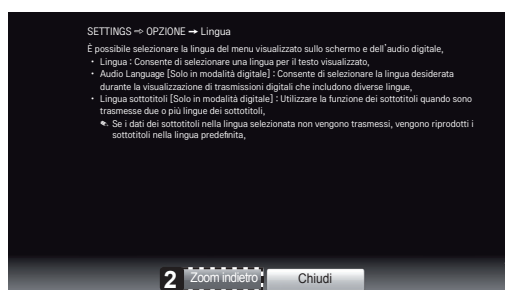 SETTINGS ⇨ OPZIONE ➞ Lingua
È possibile selezionare la lingua del menu visualizzato sullo schermo e dell'audio digitale,
• Lingua : Consente di selezionare una lingua per il testo visualizzato,
• Audio Language [Solo in modalità digitale] : Consente di selezionare la lingua desiderata
durante la visualizzazione di trasmissioni digitali che includono diverse lingue,
• Lingua sottotitoli [Solo in modalità digitale] : Utilizzare la funzione dei sottotitoli quando sono
trasmesse due o più lingue dei sottotitoli,
✎ Se i dati dei sottotitoli nella lingua selezionata non vengono trasmessi, vengono riprodotti i
sottotitoli nella lingua predefinita,
2 Zoom indietro Chiudi